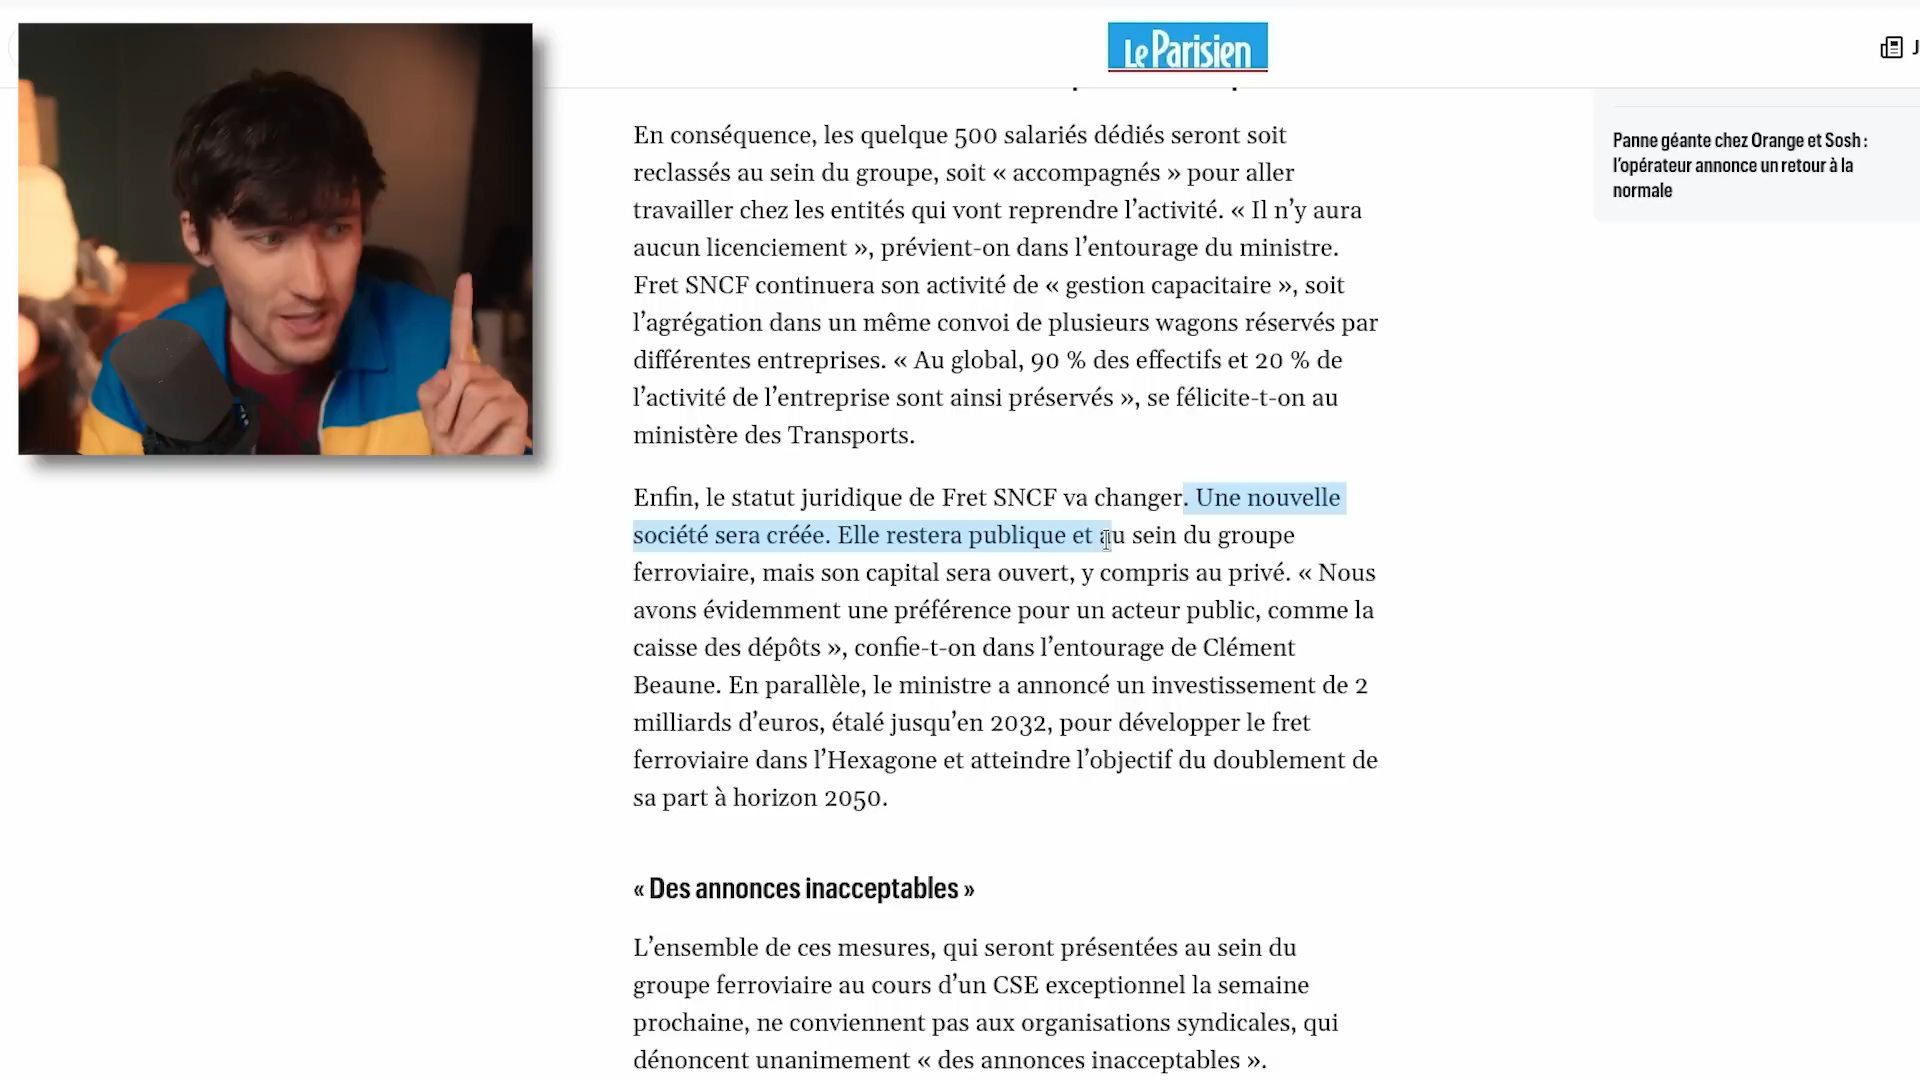 Le Parisien
J
En conséquence, les quelque 500 salariés dédiés seront soit
reclassés au sein du groupe, soit « accompagnés » pour aller
travailler chez les entités qui vont reprendre l’activité. « Il n’y aura
aucun licenciement », prévient-on dans l’entourage du ministre.
Fret SNCF continuera son activité de « gestion capacitaire », soit
l’agrégation dans un même convoi de plusieurs wagons réservés par
différentes entreprises. « Au global, 90 % des effectifs et 20 % de
l’activité de l’entreprise sont ainsi préservés », se félicite-t-on au
ministère des Transports.
Enfin, le statut juridique de Fret SNCF va changer. Une nouvelle
société sera créée. Elle restera publique et au sein du groupe
ferroviaire, mais son capital sera ouvert, y compris au privé. « Nous
avons évidemment une préférence pour un acteur public, comme la
caisse des dépôts », confie-t-on dans l’entourage de Clément
Beaune. En parallèle, le ministre a annoncé un investissement de 2
milliards d’euros, étalé jusqu’en 2032, pour développer le fret
ferroviaire dans l’Hexagone et atteindre l’objectif du doublement de
sa part à horizon 2050.
« Des annonces inacceptables »
L’ensemble de ces mesures, qui seront présentées au sein du
groupe ferroviaire au cours d’un CSE exceptionnel la semaine
prochaine, ne conviennent pas aux organisations syndicales, qui
dénoncent unanimement « des annonces inacceptables ».
Panne géante chez Orange et Sosh :
l’opérateur annonce un retour à la
normale